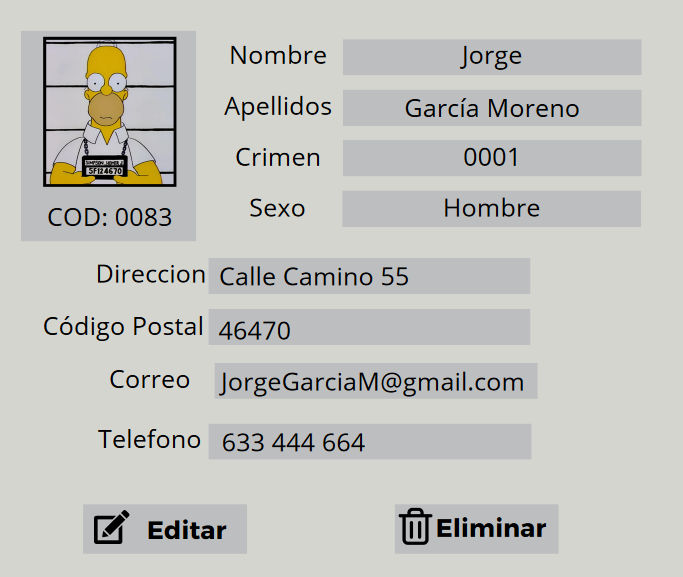 SIMPSON, HOMER J.
SF124670
COD: 0083
Nombre Jorge
Apellidos García Moreno
Crimen 0001
Sexo Hombre
Direccion Calle Camino 55
Código Postal 46470
Correo JorgeGarciaM@gmail.com
Telefono 633 444 664
Editar Eliminar